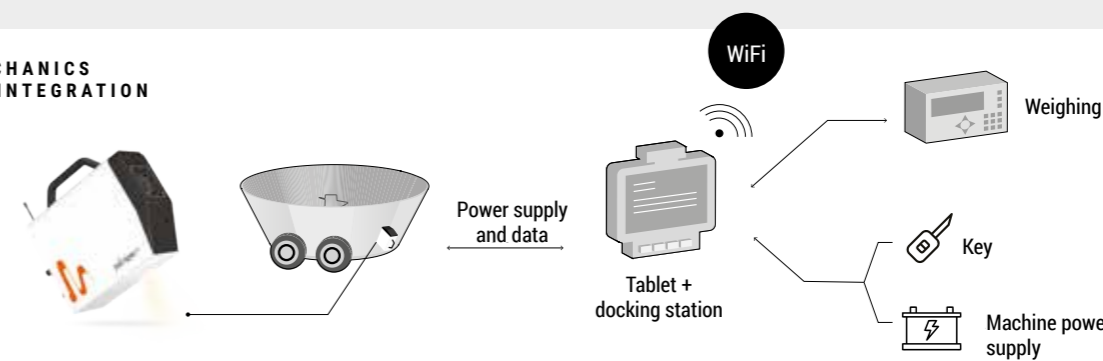 CHANICS
INTEGRATION
WiFi
Weighing
Power supply
and data
Key
Tablet +
docking station
Machine powe
supply